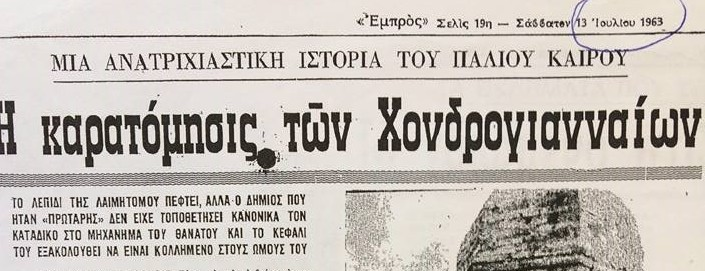 «Ἐμπρὸς» Σελὶς 19η — Σάββατον 13 Ἰουλίου 1963
ΜΙΑ ΑΝΑΤΡΙΧΙΑΣΤΙΚΗ ΙΣΤΟΡΙΑ ΤΟΥ ΠΑΛΙΟΥ ΚΑΙΡΟΥ
Η καρατόμησις τῶν Χονδρογιανναίων
ΤΟ ΛΕΠΙΔΙ ΤΗΣ ΛΑΙΜΗΤΟΜΟΥ ΠΕΦΤΕΙ, ΑΛΛΑ Ο ΔΗΜΙΟΣ ΠΟΥ
ΗΤΑΝ «ΠΡΩΤΑΡΗΣ» ΔΕΝ ΕΙΧΕ ΤΟΠΟΘΕΤΗΣΕΙ ΚΑΝΟΝΙΚΑ ΤΟΝ
ΚΑΤΑΔΙΚΟ ΣΤΟ ΜΗΧΑΝΗΜΑ ΤΟΥ ΘΑΝΑΤΟΥ ΚΑΙ ΤΟ ΚΕΦΑΛΙ
ΤΟΥ ΕΞΑΚΟΛΟΥΘΕΙ ΝΑ ΕΙΝΑΙ ΚΟΛΛΗΜΕΝΟ ΣΤΟΥΣ ΩΜΟΥΣ ΤΟΥ